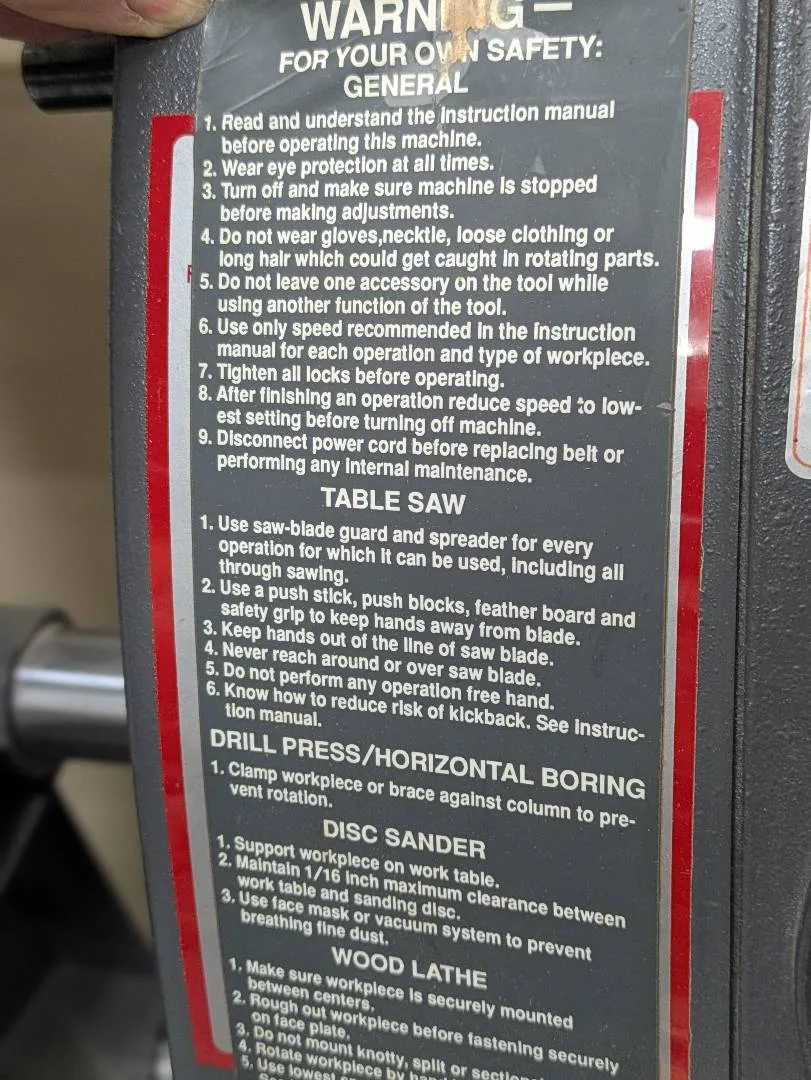 WARNING—
FOR YOUR OWN SAFETY:
GENERAL
1. Read and understand the instruction manual
before operating this machine.
2. Wear eye protection at all times.
3. Turn off and make sure machine is stopped
before making adjustments.
4. Do not wear gloves,necktie, loose clothing or
long hair which could get caught in rotating parts.
5. Do not leave one accessory on the tool while
using another function of the tool.
6. Use only speed recommended in the instruction
manual for each operation and type of workpiece.
7. Tighten all locks before operating.
8. After finishing an operation reduce speed to low-
est setting before turning off machine.
9. Disconnect power cord before replacing belt or
performing any internal maintenance.
TABLE SAW
1. Use saw-blade guard and spreader for every
operation for which it can be used, including all
through sawing.
2. Use a push stick, push blocks, feather board and
safety grip to keep hands away from blade.
3. Keep hands out of the line of saw blade.
4. Never reach around or over saw blade.
5. Do not perform any operation free hand.
6. Know how to reduce risk of kickback. See instruc-
tion manual.
DRILL PRESS/HORIZONTAL BORING
1. Clamp workpiece or brace against column to pre-
vent rotation.
DISC SANDER
1. Support workpiece on work table.
2. Maintain 1/16 inch maximum clearance between
work table and sanding disc.
3. Use face mask or vacuum system to prevent
breathing fine dust.
WOOD LATHE
1. Make sure workpiece is securely mounted
between centers.
2. Rough out workpiece before fastening securely
on face plate.
3. Do not mount knotty, split or
4. Rotate workpiece by
5. Use lowest